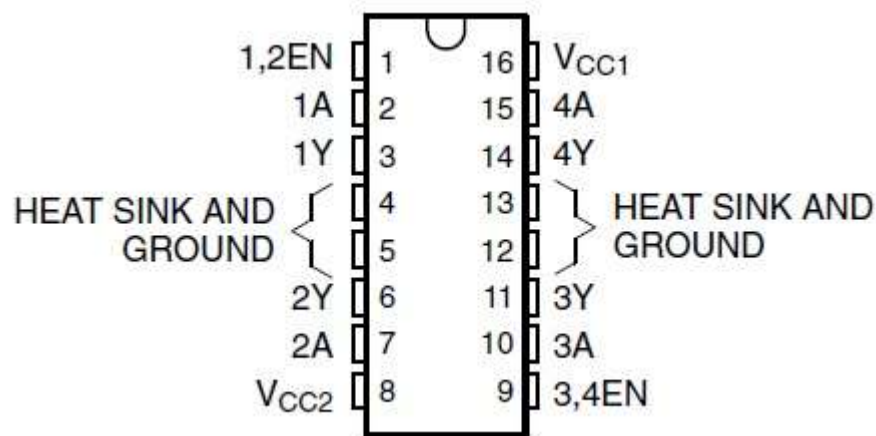 1,2EN 1 16 VCC1
1A 2 15 4A
1Y 3 14 4Y
HEAT SINK AND 4 13 HEAT SINK AND
GROUND 5 12 GROUND
2Y 6 11 3Y
2A 7 10 3A
VCC2 8 9 3,4EN